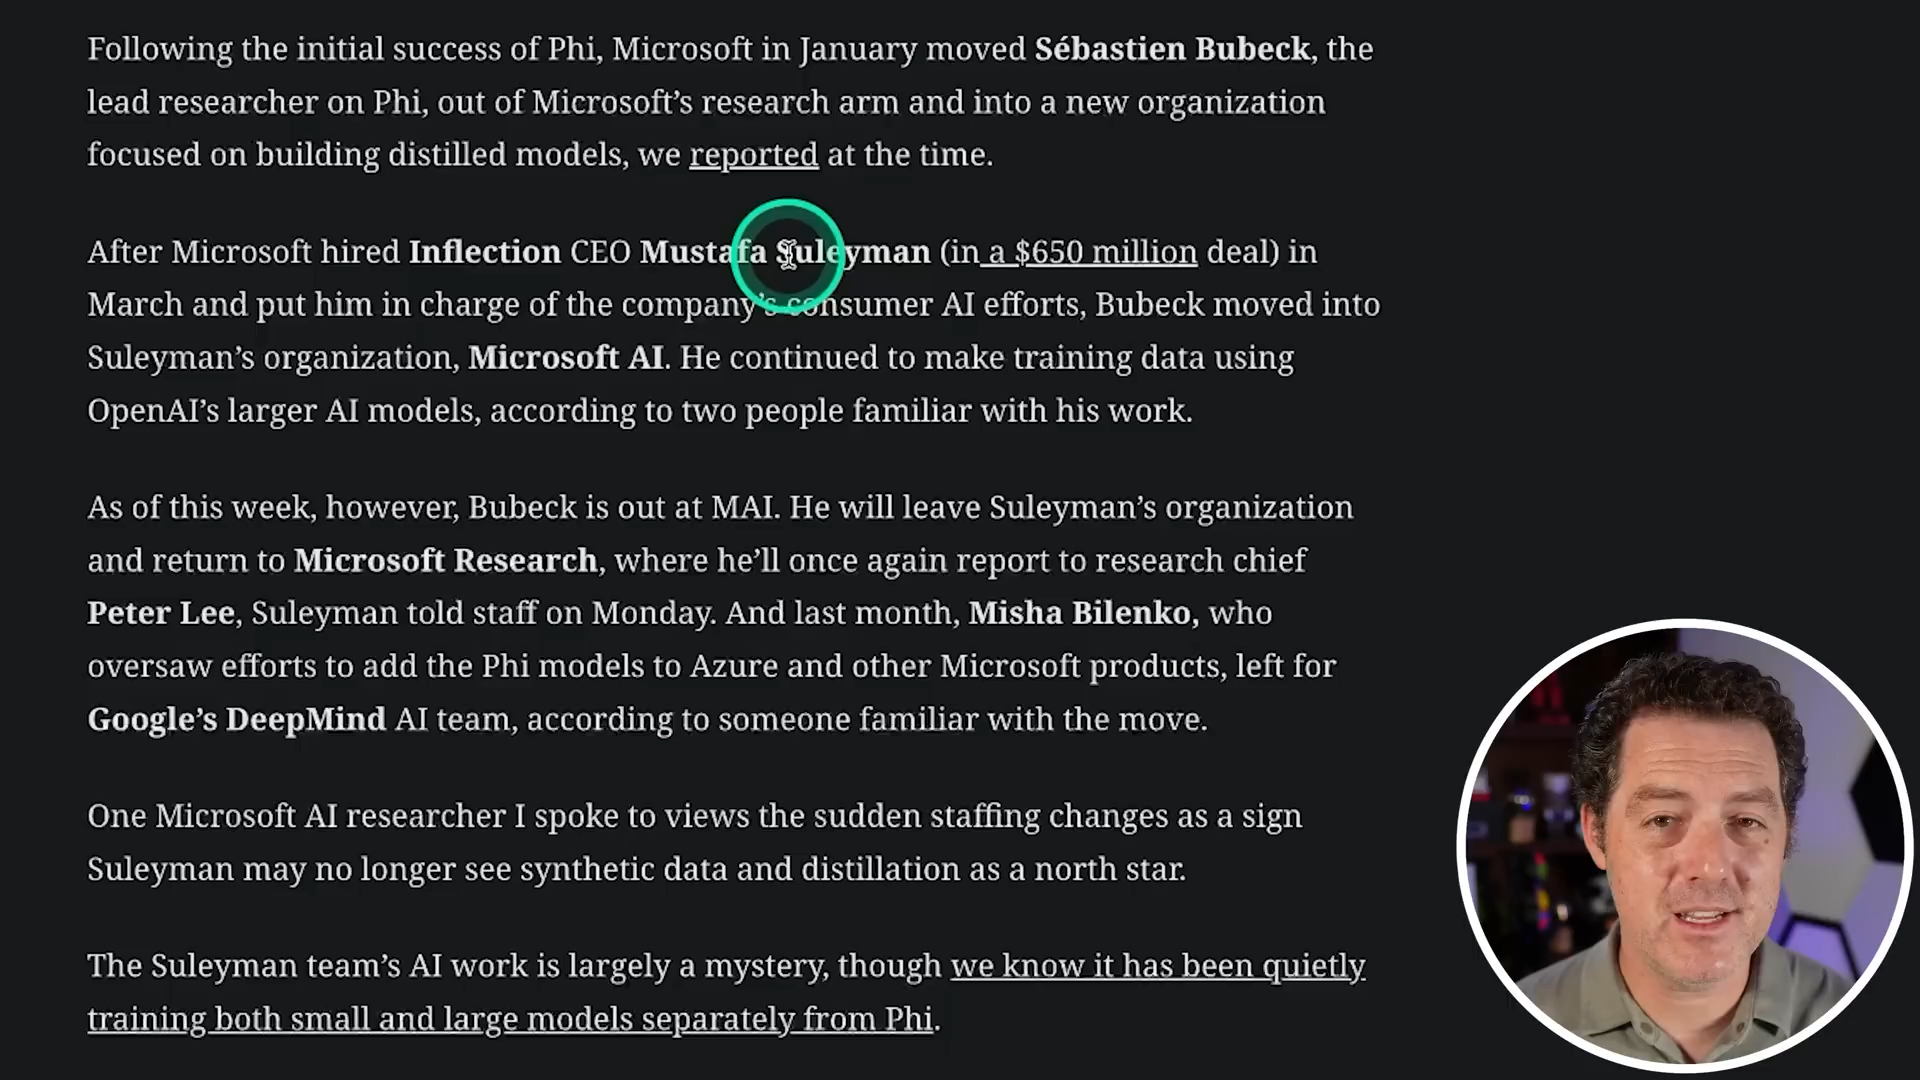 Following the initial success of Phi, Microsoft in January moved Sébastien Bubeck, the
lead researcher on Phi, out of Microsoft’s research arm and into a new organization
focused on building distilled models, we reported at the time.
After Microsoft hired Inflection CEO Mustafa Suleyman (in a $650 million deal) in
March and put him in charge of the company’s consumer AI efforts, Bubeck moved into
Suleyman’s organization, Microsoft AI. He continued to make training data using
OpenAI’s larger AI models, according to two people familiar with his work.
As of this week, however, Bubeck is out at MAI. He will leave Suleyman’s organization
and return to Microsoft Research, where he’ll once again report to research chief
Peter Lee, Suleyman told staff on Monday. And last month, Misha Bilenko, who
oversaw efforts to add the Phi models to Azure and other Microsoft products, left for
Google’s DeepMind AI team, according to someone familiar with the move.
One Microsoft AI researcher I spoke to views the sudden staffing changes as a sign
Suleyman may no longer see synthetic data and distillation as a north star.
The Suleyman team’s AI work is largely a mystery, though we know it has been quietly
training both small and large models separately from Phi.